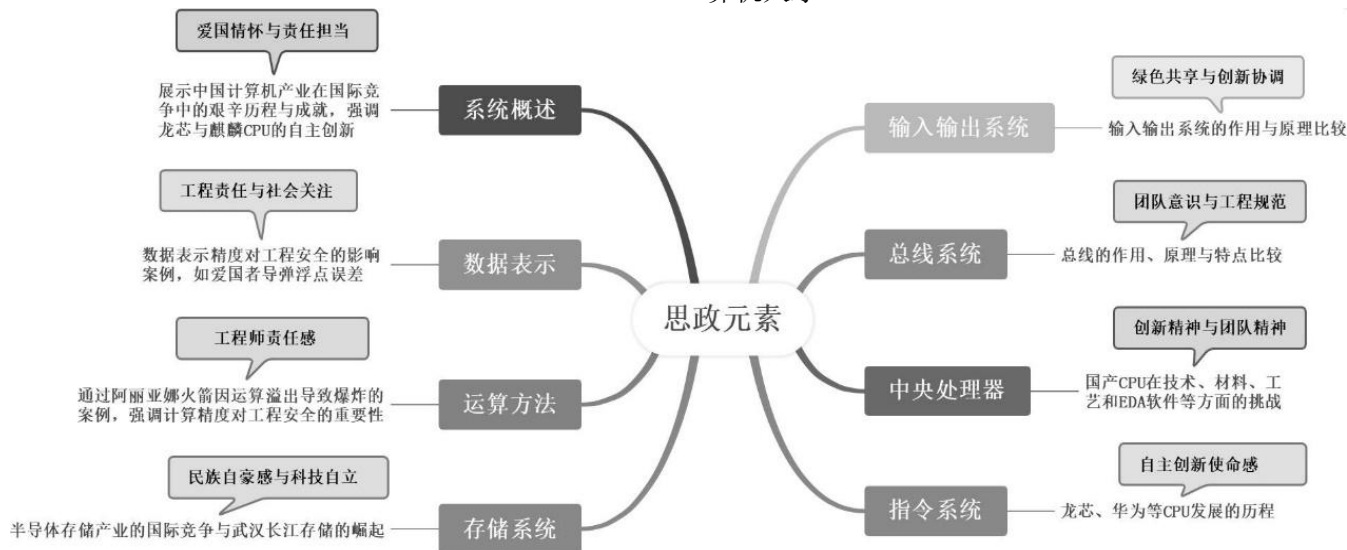 爱国情怀与责任担当
展示中国计算机产业在国际竞
争中的艰辛历程与成就，强调
龙芯与麒麟CPU的自主创新
系统概述
工程责任与社会关注
数据表示精度对工程安全的影响
案例，如爱国者导弹浮点误差
数据表示
工程师责任感
通过阿丽亚娜火箭因运算溢出导致爆炸的
案例，强调计算精度对工程安全的重要性
运算方法
民族自豪感与科技自立
半导体存储产业的国际竞争与武汉长江存储的崛起
存储系统
思政元素
绿色共享与创新协调
输入输出系统
输入输出系统的作用与原理比较
团队意识与工程规范
总线系统
总线的作用、原理与特点比较
创新精神与团队精神
中央处理器
国产CPU在技术、材料、工
艺和EDA软件等方面的挑战
自主创新使命感
指令系统
龙芯、华为等CPU发展的历程